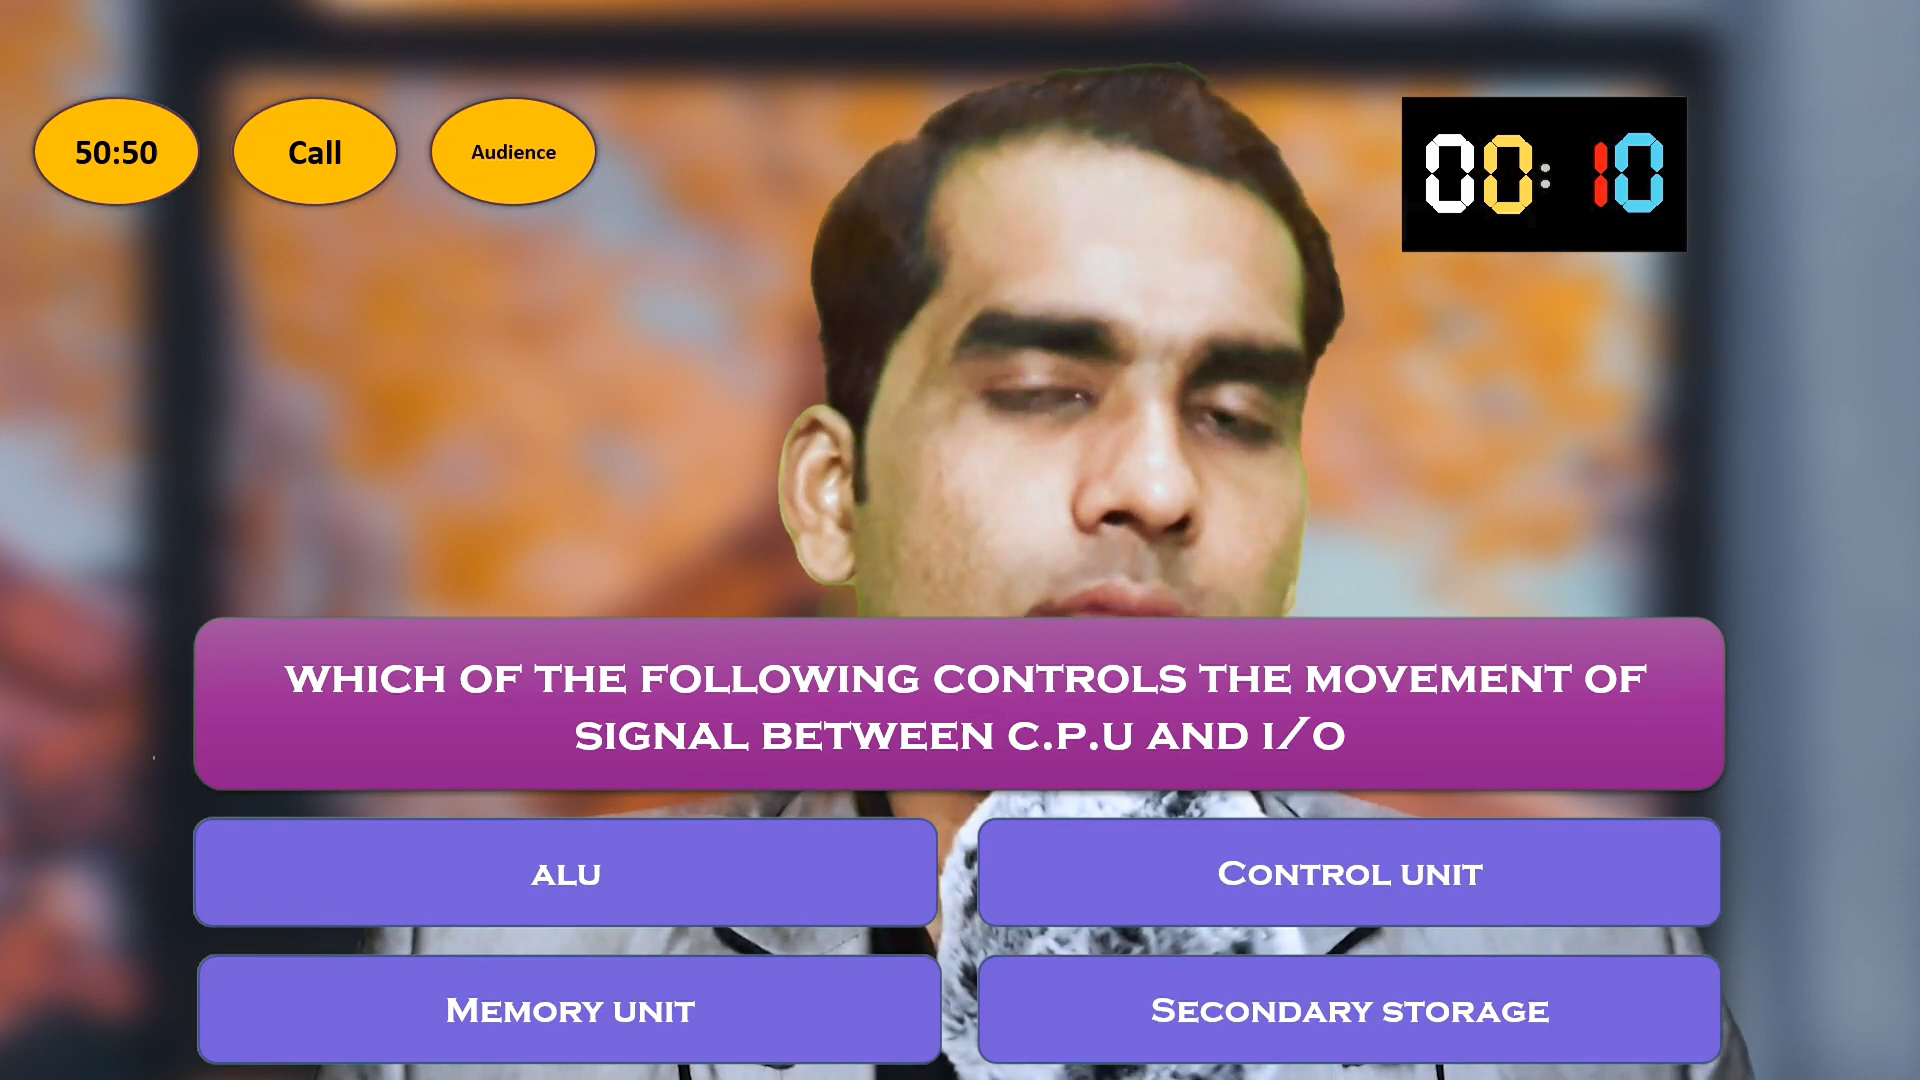 50:50 Call Audience
00:10
WHICH OF THE FOLLOWING CONTROLS THE MOVEMENT OF
SIGNAL BETWEEN C.P.U AND I/O
ALU
CONTROL UNIT
MEMORY UNIT
SECONDARY STORAGE